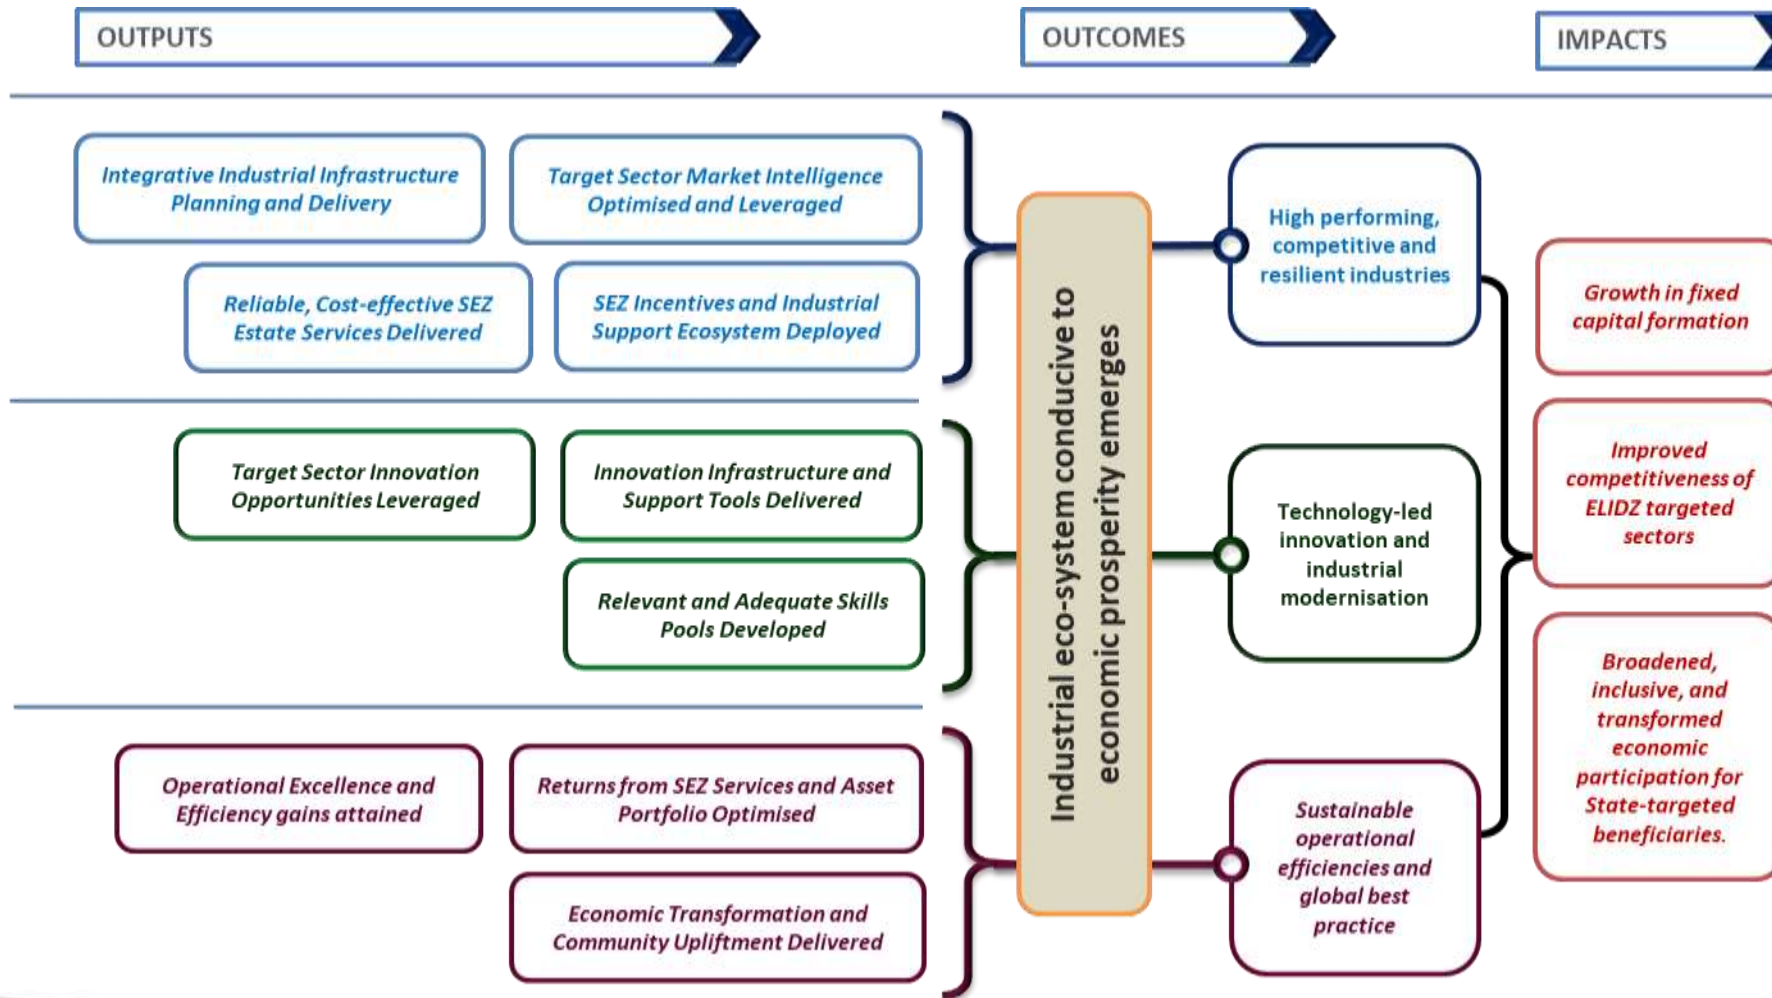 OUTPUTS
OUTCOMES
IMPACTS
Integrative Industrial Infrastructure
Planning and Delivery
Target Sector Market Intelligence
Optimised and Leveraged
Reliable, Cost-effective SEZ
Estate Services Delivered
SEZ Incentives and Industrial
Support Ecosystem Deployed
Target Sector Innovation
Opportunities Leveraged
Innovation Infrastructure and
Support Tools Delivered
Relevant and Adequate Skills
Pools Developed
Operational Excellence and
Efficiency gains attained
Returns from SEZ Services and Asset
Portfolio Optimised
Economic Transformation and
Community Upliftment Delivered
Industrial eco-system conducive to
economic prosperity emerges
High performing,
competitive and
resilient industries
Technology-led
innovation and
industrial
modernisation
Sustainable
operational
efficiencies and
global best
practice
Growth in fixed
capital formation
Improved
competitiveness of
ELIDZ targeted
sectors
Broadened,
inclusive, and
transformed
economic
participation for
State-targeted
beneficiaries.